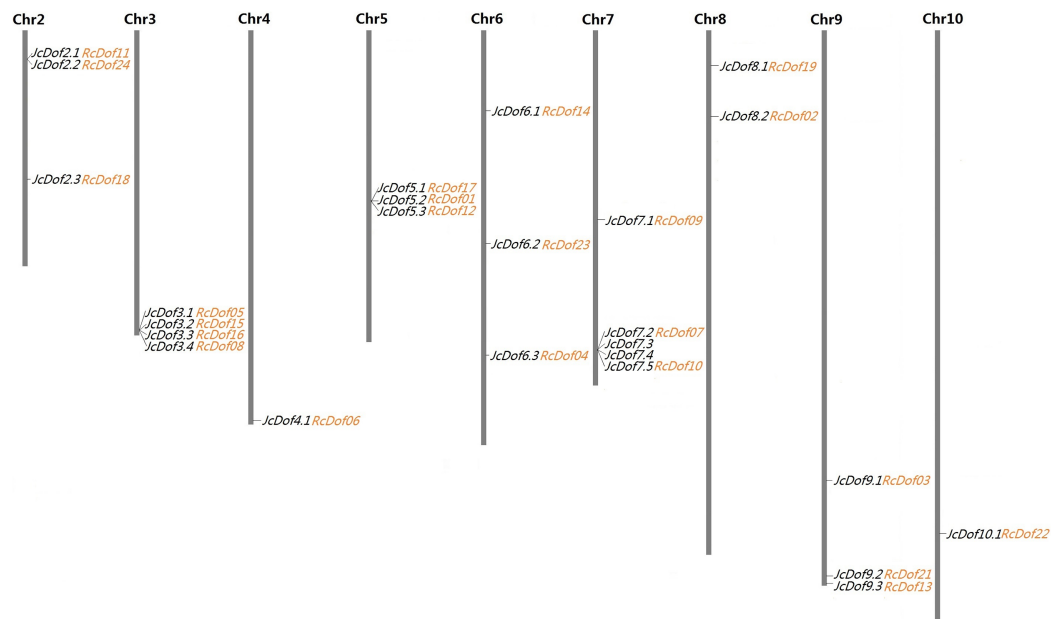 Chr2 Chr3 Chr4 Chr5 Chr6 Chr7 Chr8 Chr9 Chr10
JcDof2.1 RcDof11
JcDof2.2 RcDof24
JcDof2.3 RcDof18
JcDof3.1 RcDof05
JcDof3.2 RcDof15
JcDof3.3 RcDof16
JcDof3.4 RcDof08
JcDof4.1 RcDof06
JcDof5.1 RcDof17
JcDof5.2 RcDof01
JcDof5.3 RcDof12
JcDof6.1 RcDof14
JcDof6.2 RcDof23
JcDof6.3 RcDof04
JcDof7.1 RcDof09
JcDof7.2 RcDof07
JcDof7.3
JcDof7.4
JcDof7.5 RcDof10
JcDof8.1 RcDof19
JcDof8.2 RcDof02
JcDof9.1 RcDof03
JcDof9.2 RcDof21
JcDof9.3 RcDof13
JcDof10.1 RcDof22